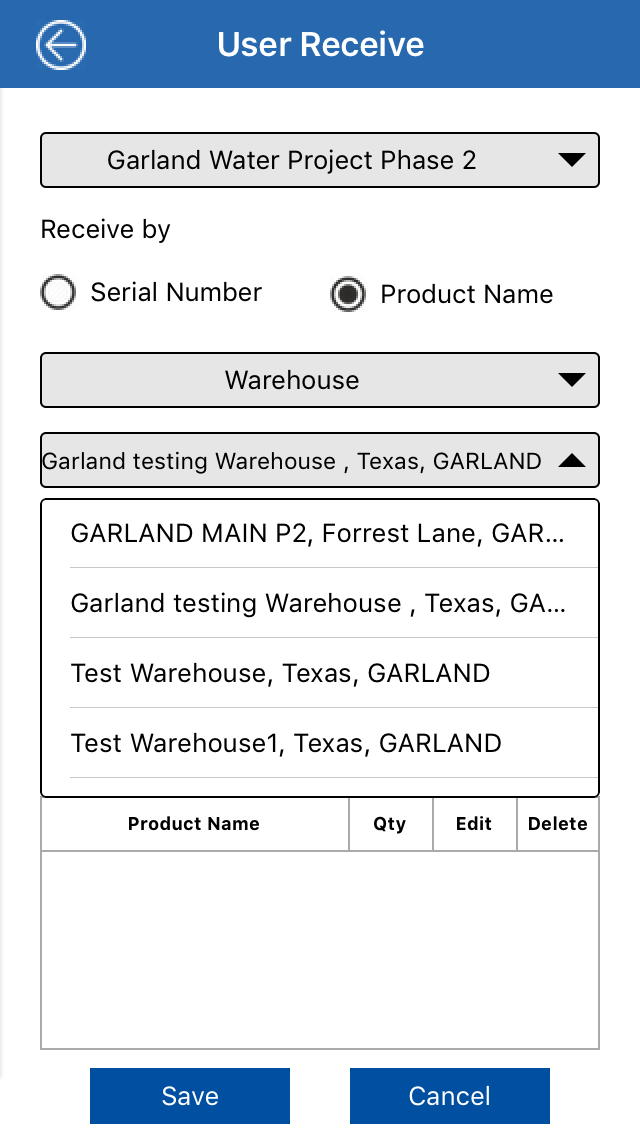 User Receive
Garland Water Project Phase 2
Receive by
Serial Number Product Name
Warehouse
Garland testing Warehouse , Texas, GARLAND
GARLAND MAIN P2, Forrest Lane, GAR...
Garland testing Warehouse , Texas, GA...
Test Warehouse, Texas, GARLAND
Test Warehouse1, Texas, GARLAND
Product Name Qty Edit Delete
Save Cancel